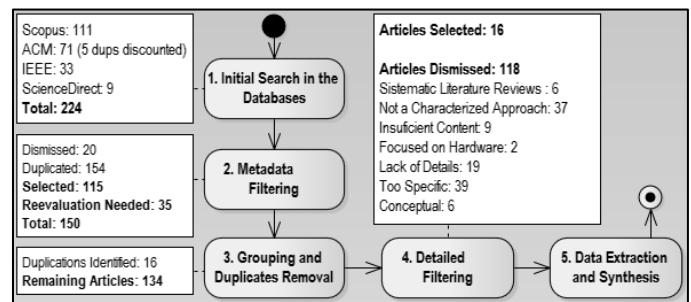 Scopus: 111
ACM: 71 (5 dups discounted)
IEEE: 33
ScienceDirect: 9
Total: 224
1. Initial Search in the
Databases
Dismissed: 20
Duplicated: 154
Selected: 115
Reevaluation Needed: 35
Total: 150
2. Metadata
Filtering
Duplications Identified: 16
Remaining Articles: 134
3. Grouping and
Duplicates Removal
Articles Selected: 16
Articles Dismissed: 118
Sistematic Literature Reviews : 6
Not a Characterized Approach: 37
Insuficient Content: 9
Focused on Hardware: 2
Lack of Details: 19
Too Specific: 39
Conceptual: 6
4. Detailed
Filtering
5. Data Extraction
and Synthesis